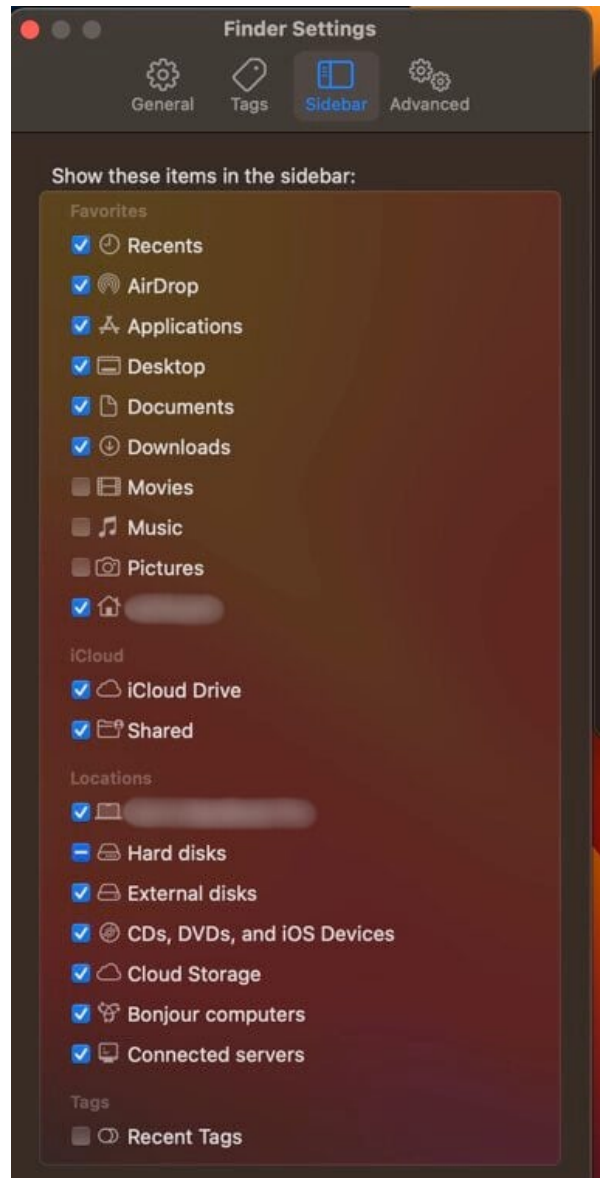 Finder Settings
General Tags Sidebar Advanced
Show these items in the sidebar:
Favorites
Recents
AirDrop
Applications
Desktop
Documents
Downloads
Movies
Music
Pictures
iCloud
iCloud Drive
Shared
Locations
Hard disks
External disks
CDs, DVDs, and iOS Devices
Cloud Storage
Bonjour computers
Connected servers
Tags
Recent Tags